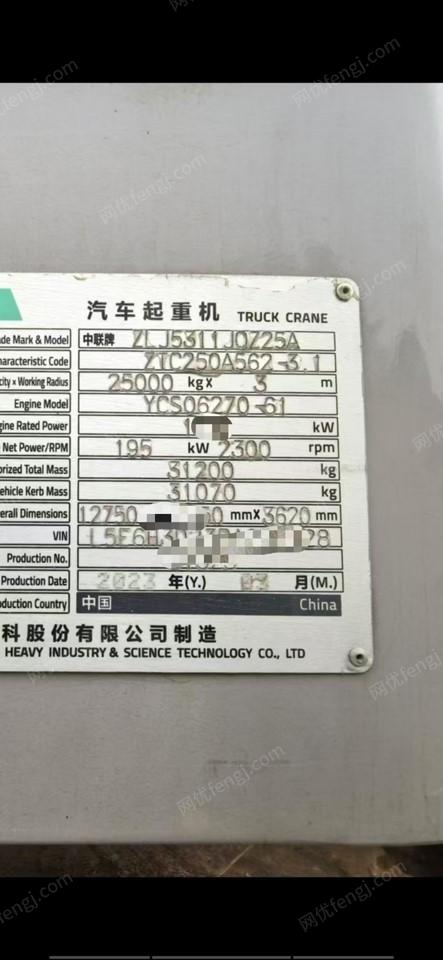 汽车起重机 TRUCK CRANE
ade Mark & Model 中联牌 ZLJ5311JQZ25A
aracteristic Code ZTC250A562-3.1
city × Working Radius 25000 kg× 3 m
Engine Model YCS06270-61
gine Rated Power 1 kW
Net Power/RPM 195 kW 2300 rpm
orized Total Mass 31200 kg
ehicle Kerb Mass 31070 kg
erall Dimensions 12750 mm× 3620 mm
VIN 28
Production No.
Production Date 2023 年(Y.) 03 月(M.)
oduction Country 中国 China
科股份有限公司制造
HEAVY INDUSTRY & SCIENCE TECHNOLOGY CO., LTD
网优fengj.com